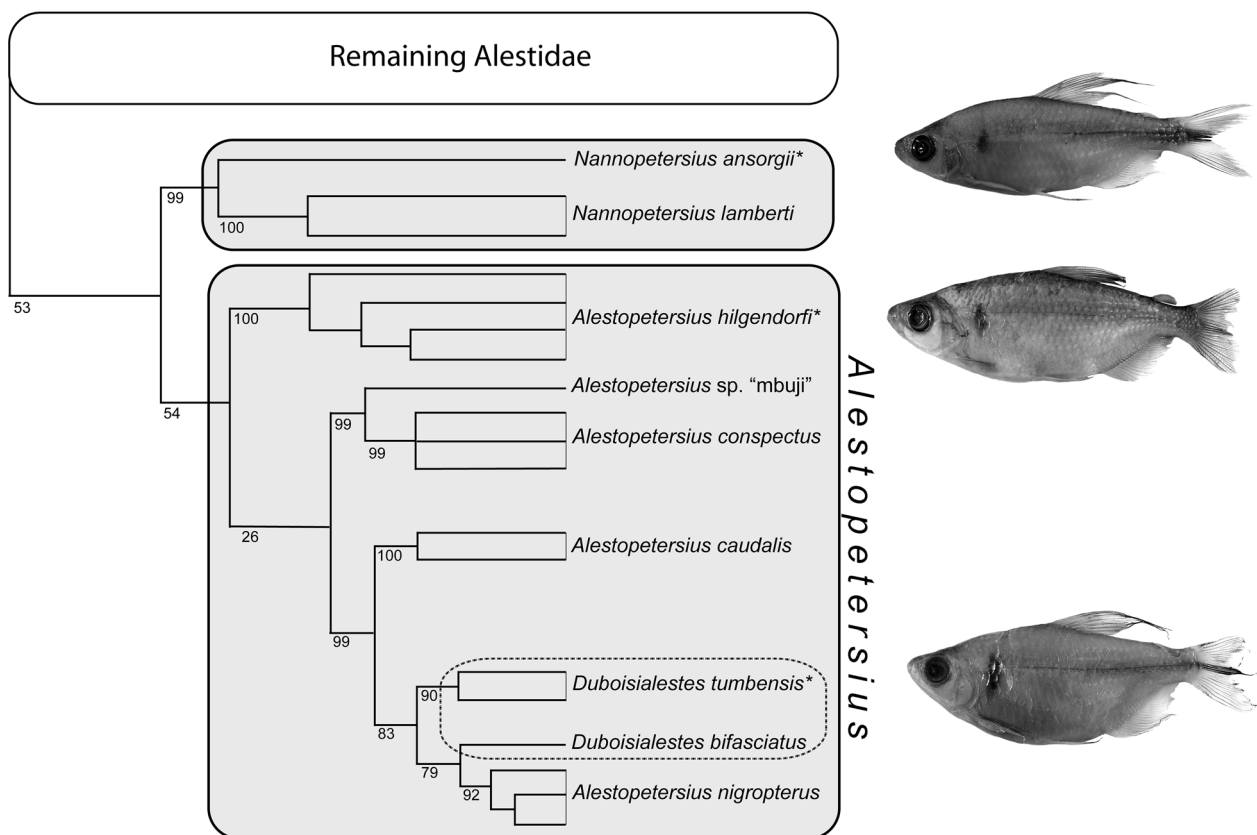 Remaining Alestidae
Nannopetersius ansorgii*
99
Nannopetersius lamberti
100
53
Alestopetersius hilgendorfi*
100
Alestopetersius sp. “mbuji”
54
99
Alestopetersius conspectus
99
26
Alestopetersius caudalis
100
99
Duboisialestes tumbensis*
90
83
Duboisialestes bifasciatus
79
Alestopetersius nigropterus
92
Alestopetersius